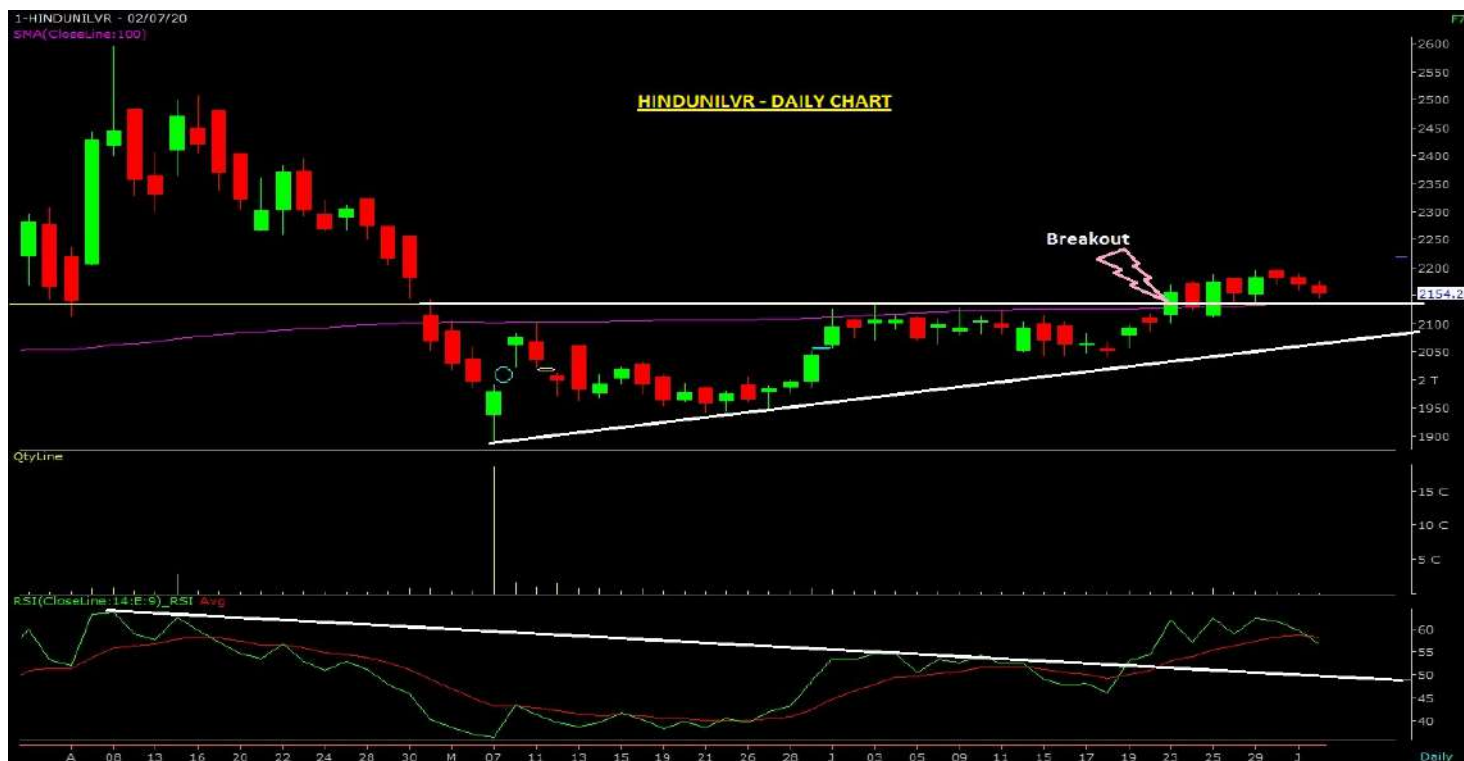 1-HINDUNILVR - 02/07/20
F7
SMA(CloseLine:100)
HINDUNILVR - DAILY CHART
2600
2550
2500
2450
2400
2350
2300
2250
Breakout
2200
2154.2
2100
2050
2 T
1950
1900
QtyLine
15 C
10 C
5 C
RSI(CloseLine:14:E:9)_RSI Avg
60
55
50
45
40
A 08 13 15 16 20 22 24 28 30 M 07 11 13 15 19 21 26 28 J 03 05 09 11 15 17 19 23 25 29 J Daily